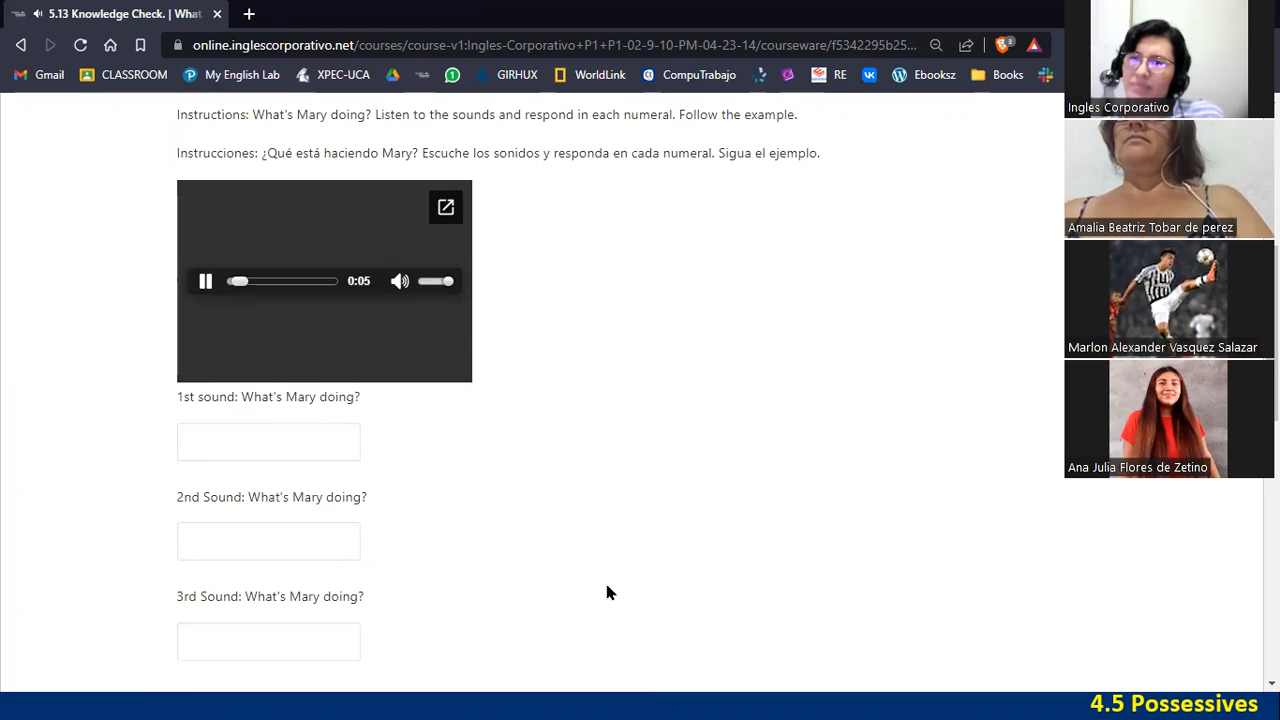 5.13 Knowledge Check. | What
online.inglescorporativo.net/courses/course-v1:Ingles-Corporativo+P1+P1-02-9-10-PM-04-23-14/courseware/f5342295b25...
3
Gmail CLASSROOM My English Lab XPEC-UCA GIRHUX WorldLink CompuTrabajo RE Ebooksz Books
Instructions: What's Mary doing? Listen to the sounds and respond in each numeral. Follow the example.
Instrucciones: ¿Qué está haciendo Mary? Escuche los sonidos y responda en cada numeral. Sigua el ejemplo.
0:05
1st sound: What's Mary doing?
2nd Sound: What's Mary doing?
3rd Sound: What's Mary doing?
Ingles Corporativo
Amalia Beatriz Tobar de perez
Marlon Alexander Vasquez Salazar
Ana Julia Flores de Zetino
4.5 Possessives